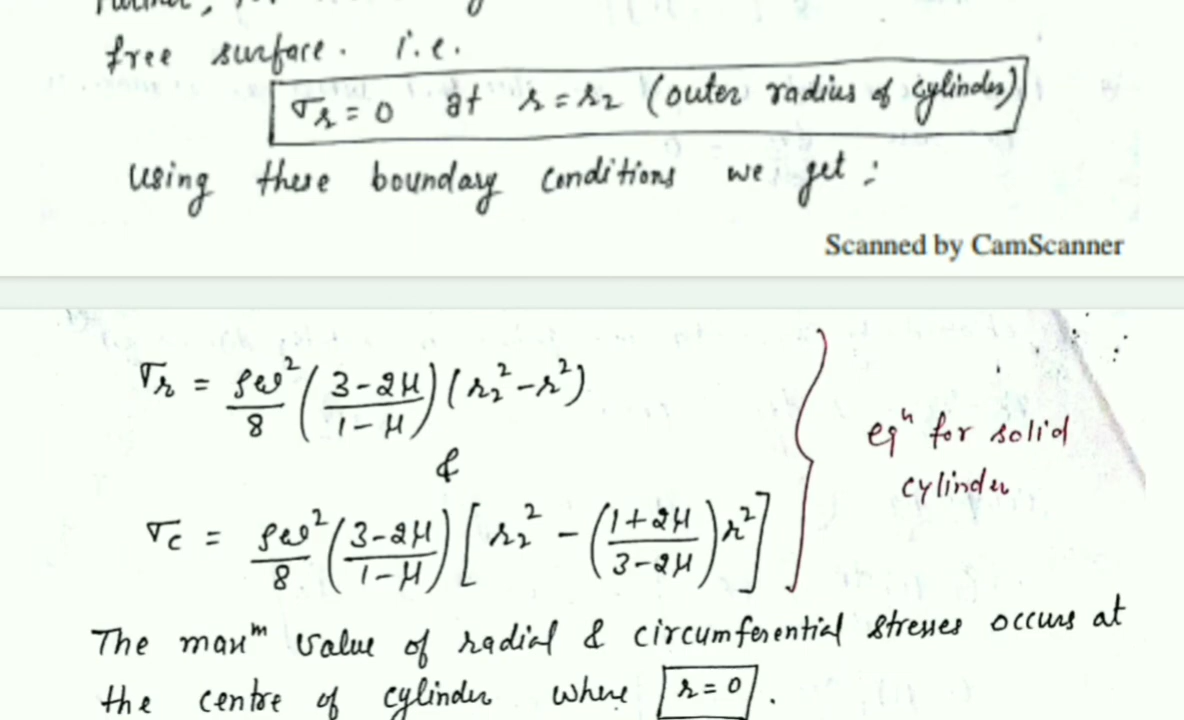 free surface. i.e.
σr = 0 at r = r2 (outer radius of cylinder)
using these boundary conditions we get :
Scanned by CamScanner
σr = ρω²/8 (3-2μ/1-μ) (r2² - r²)
&
σc = ρω²/8 (3-2μ/1-μ) [r2² - (1+2μ/3-2μ) r²]
eqn for solid
cylinder
The maxm value of radial & circumferential stresses occurs at
the centre of cylinder where r=0 .